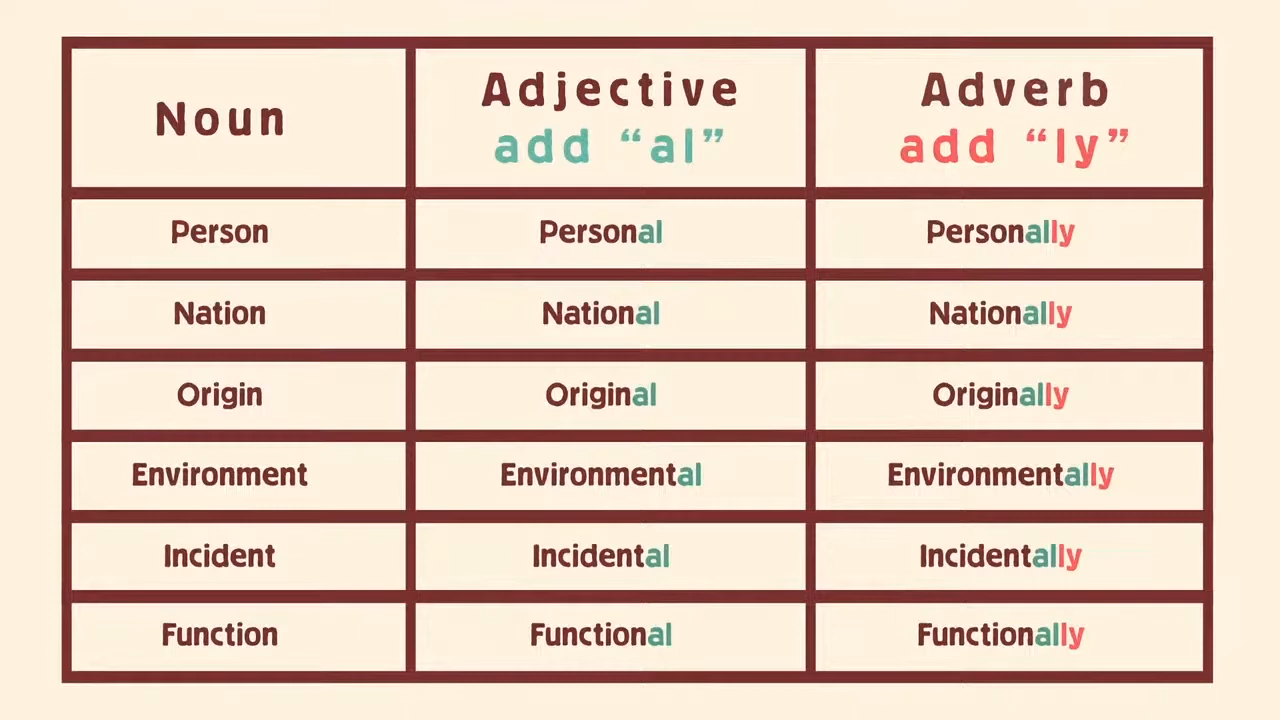 Noun
Adjective
add “al”
Adverb
add “ly”
Person
Personal
Personally
Nation
National
Nationally
Origin
Original
Originally
Environment
Environmental
Environmentally
Incident
Incidental
Incidentally
Function
Functional
Functionally